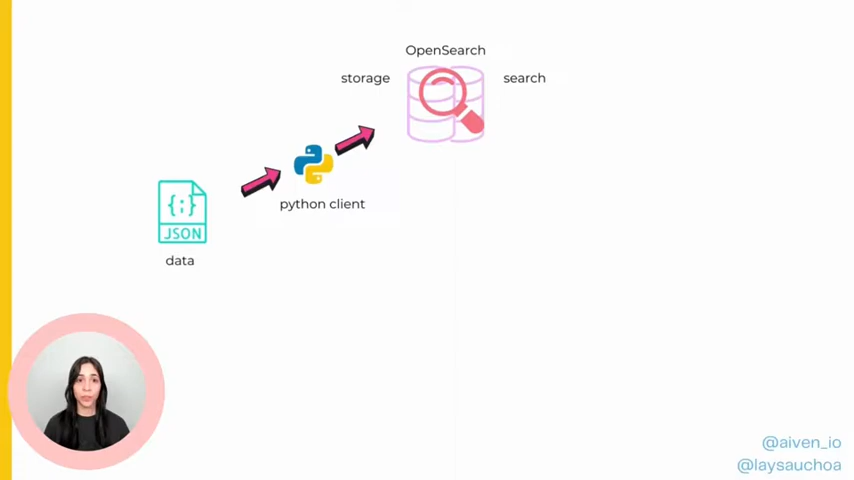 OpenSearch
storage
search
python client
{;}
JSON
data
@aiven_io
@laysauchoa